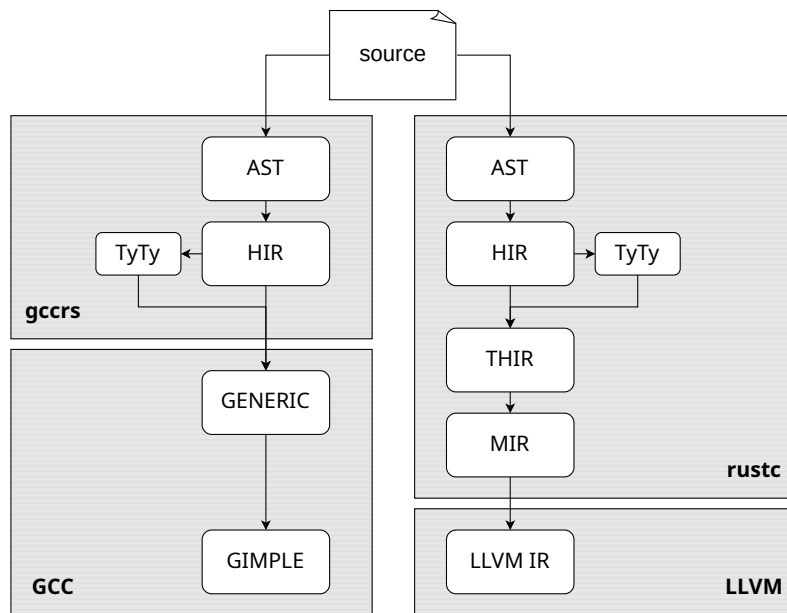 source
AST
HIR
TyTy
gccrs
GENERIC
GIMPLE
GCC
AST
HIR
TyTy
THIR
MIR
rustc
LLVM IR
LLVM